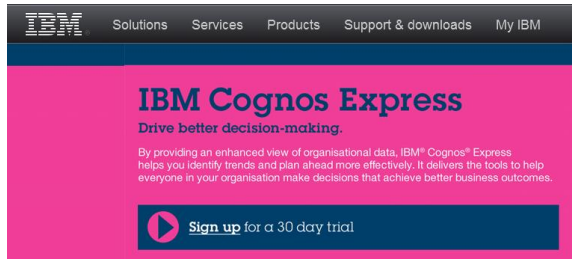 IBM® Solutions Services Products Support & downloads My IBM
IBM Cognos Express
Drive better decision-making.
By providing an enhanced view of organisational data, IBM® Cognos® Express
helps you identify trends and plan ahead more effectively. It delivers the tools to help
everyone in your organisation make decisions that achieve better business outcomes.
Sign up for a 30 day trial